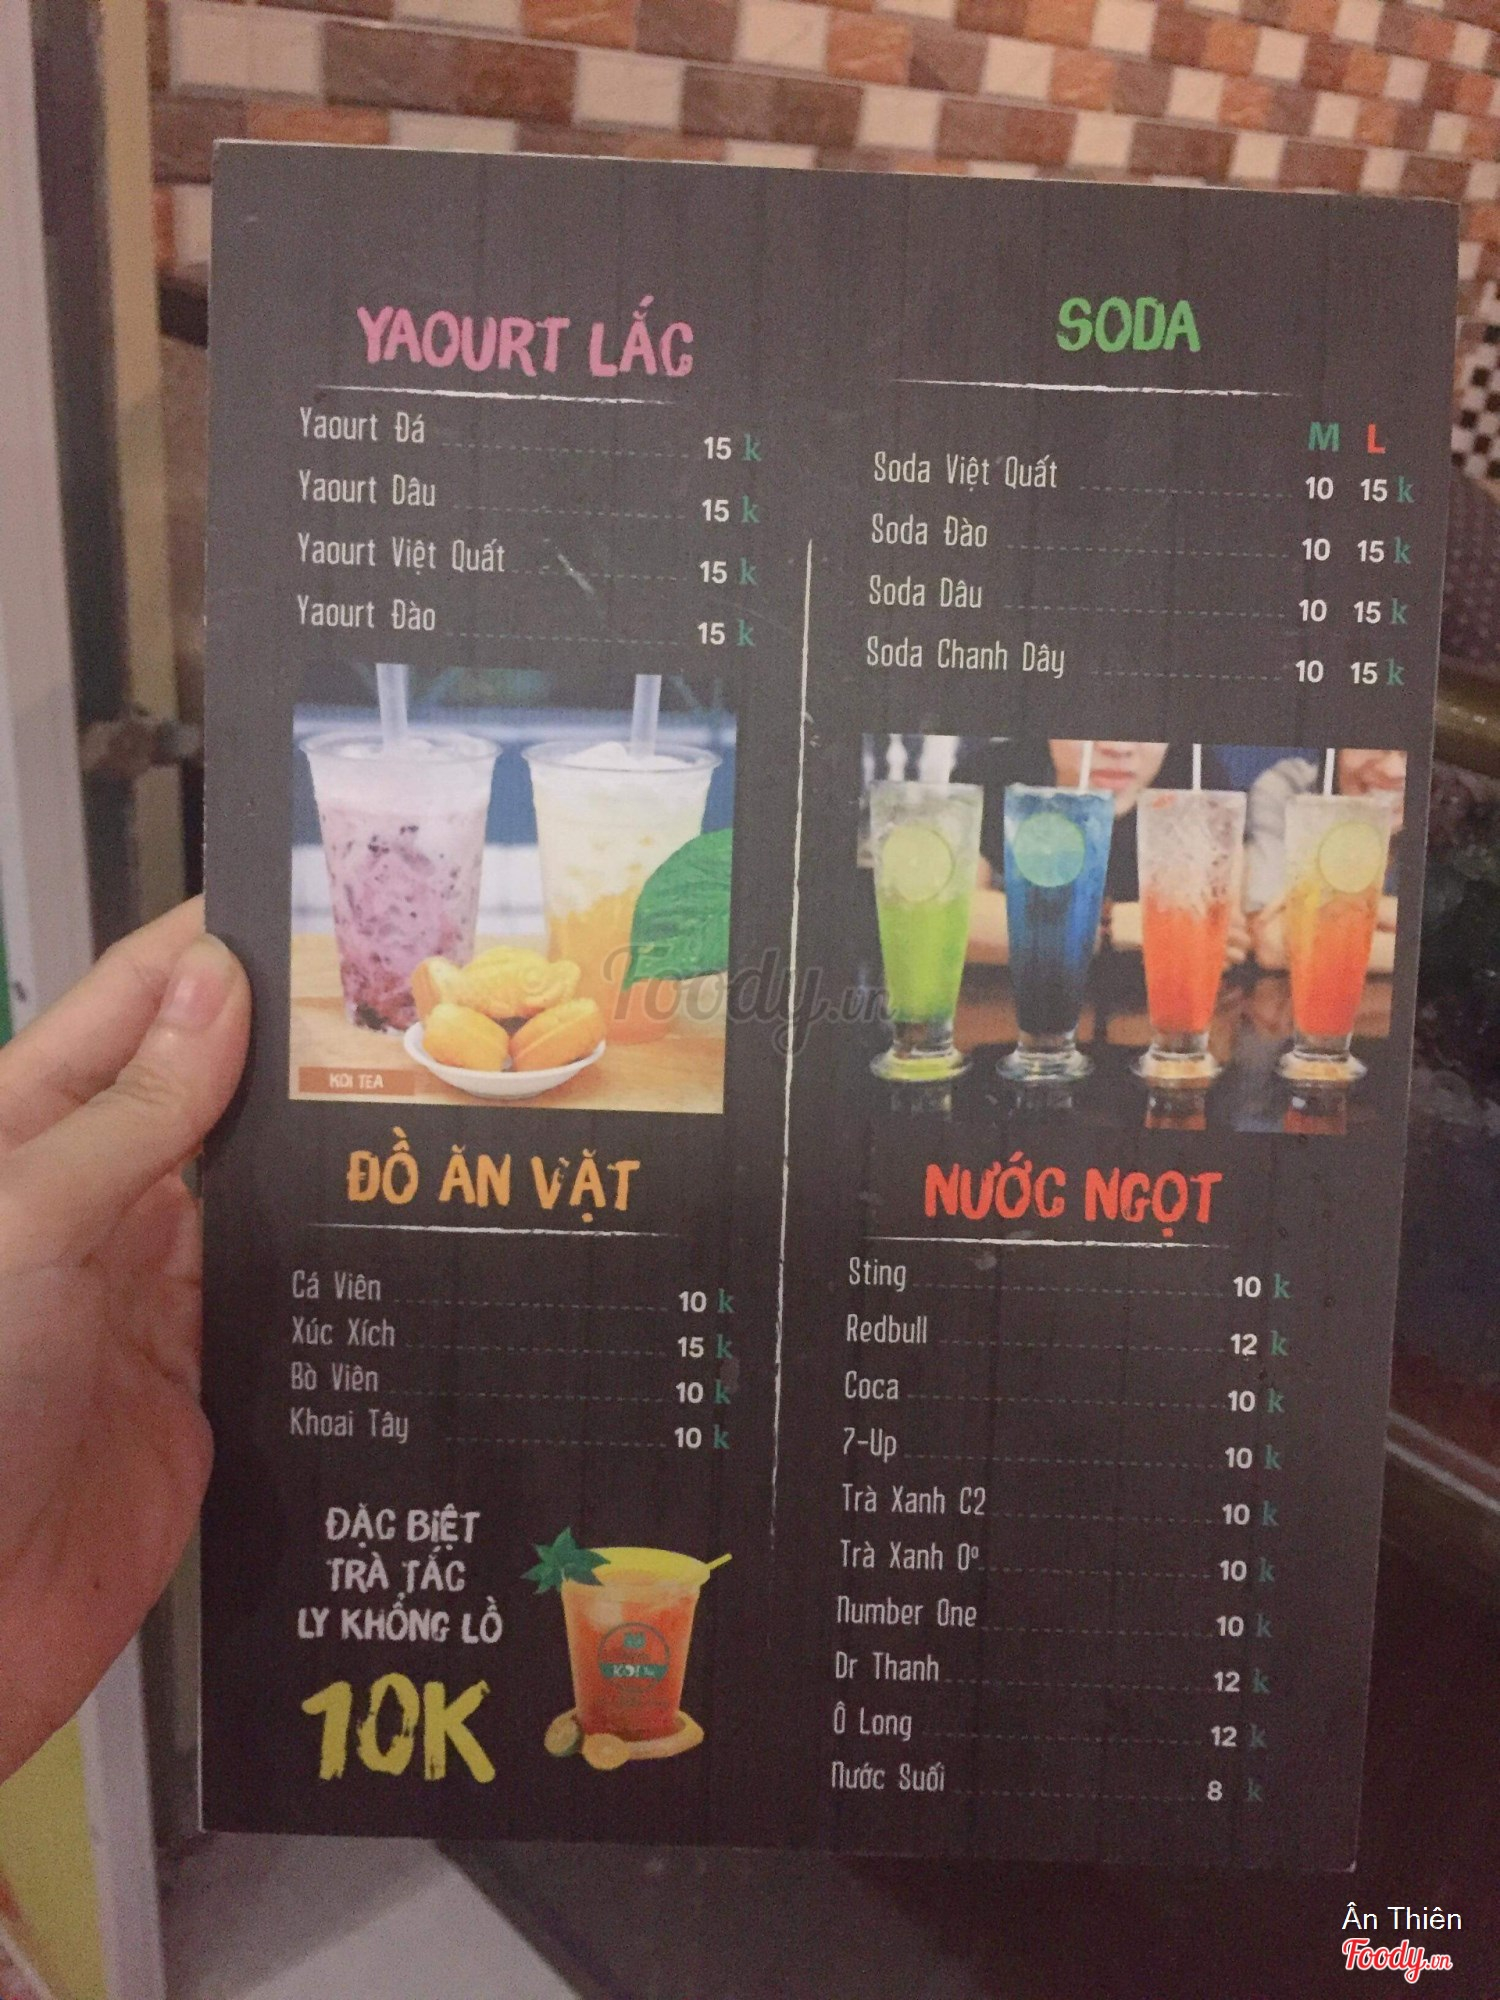 YAOURT LẮC
Yaourt Đá 15 k
Yaourt Dâu 15 k
Yaourt Việt Quất 15 k
Yaourt Đào 15 k
KOI TEA
ĐỒ ĂN VẶT
Cá Viên 10 k
Xúc Xích 15 k
Bò Viên 10 k
Khoai Tây 10 k
ĐẶC BIỆT
TRÀ TẮC
LY KHỔNG LỒ
10K
SODA
M L
Soda Việt Quất 10 15 k
Soda Đào 10 15 k
Soda Dâu 10 15 k
Soda Chanh Dây 10 15 k
NƯỚC NGỌT
Sting 10 k
Redbull 12 k
Coca 10 k
7-Up 10 k
Trà Xanh C2 10 k
Trà Xanh 0º 10 k
Number One 10 k
Dr Thanh 12 k
Ô Long 12 k
Nước Suối 8 k
Foody.vn
Ân Thiên
Foody.vn